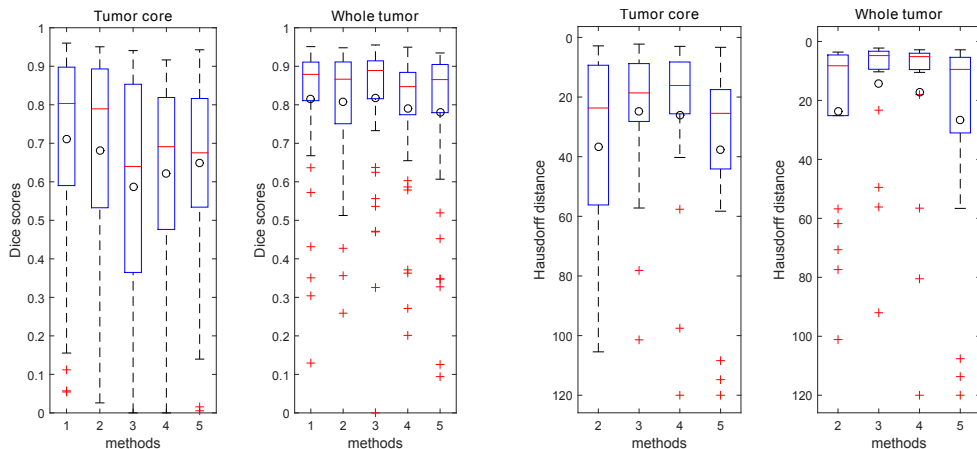 Tumor core
Dice scores
1
0.9
0.8
0.7
0.6
0.5
0.4
0.3
0.2
0.1
0
1 2 3 4 5
methods
Whole tumor
Dice scores
1
0.9
0.8
0.7
0.6
0.5
0.4
0.3
0.2
0.1
0
1 2 3 4 5
methods
Tumor core
Hausdorff distance
0
20
40
60
80
100
120
2 3 4 5
methods
Whole tumor
Hausdorff distance
0
20
40
60
80
100
120
2 3 4 5
methods